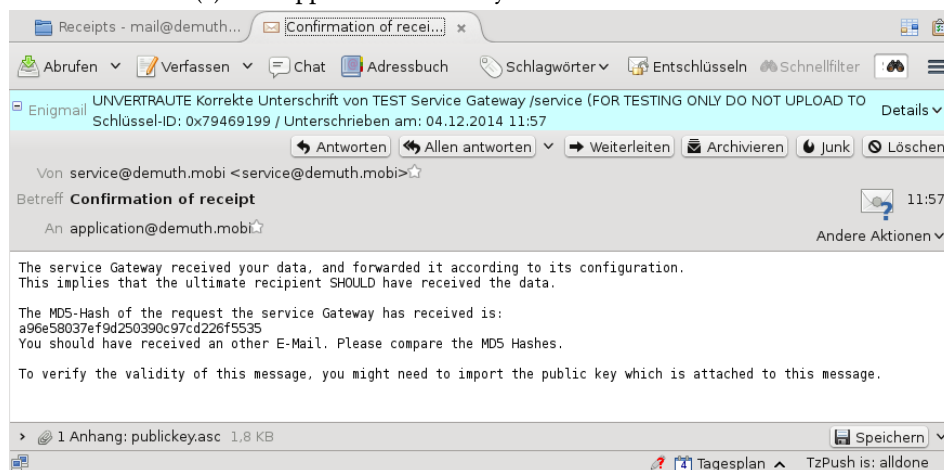 Receipts - mail@demuth...) Confirmation of recei...) ×
Abrufen Verfassen Chat Adressbuch Schlagwörter Entschlüsseln Schnellfilter
Enigmail UNVERTRAUTE Korrekte Unterschrift von TEST Service Gateway /service (FOR TESTING ONLY DO NOT UPLOAD TO Details
Schlüssel-ID: 0x79469199 / Unterschrieben am: 04.12.2014 11:57
Antworten Allen antworten Weiterleiten Archivieren Junk Löschen
Von service@demuth.mobi <service@demuth.mobi>
Betreff Confirmation of receipt 11:57
An application@demuth.mobi
Andere Aktionen
The service Gateway received your data, and forwarded it according to its configuration.
This implies that the ultimate recipient SHOULD have received the data.
The MD5-Hash of the request the service Gateway has received is:
a96e58037ef9d250390c97cd226f5535
You should have received an other E-Mail. Please compare the MD5 Hashes.
To verify the validity of this message, you might need to import the public key which is attached to this message.
1 Anhang: publickey.asc 1,8 KB Speichern
Tagesplan TzPush is: alldone